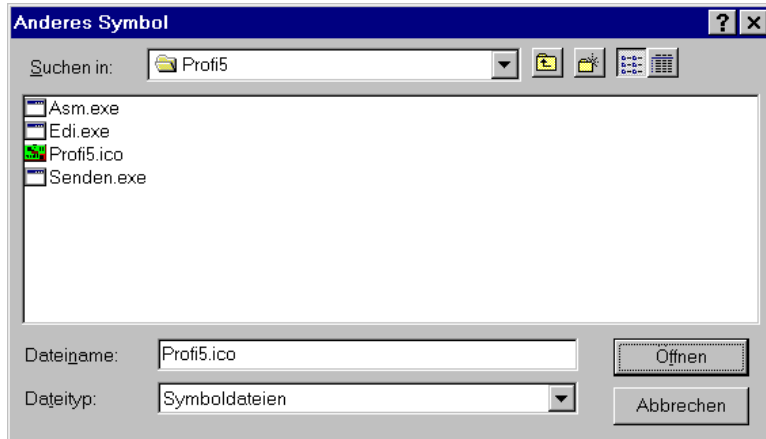 Anderes Symbol
Suchen in: Profi5
Asm.exe
Edi.exe
Profi5.ico
Senden.exe
Dateiname: Profi5.ico Öffnen
Dateityp: Symboldateien Abbrechen